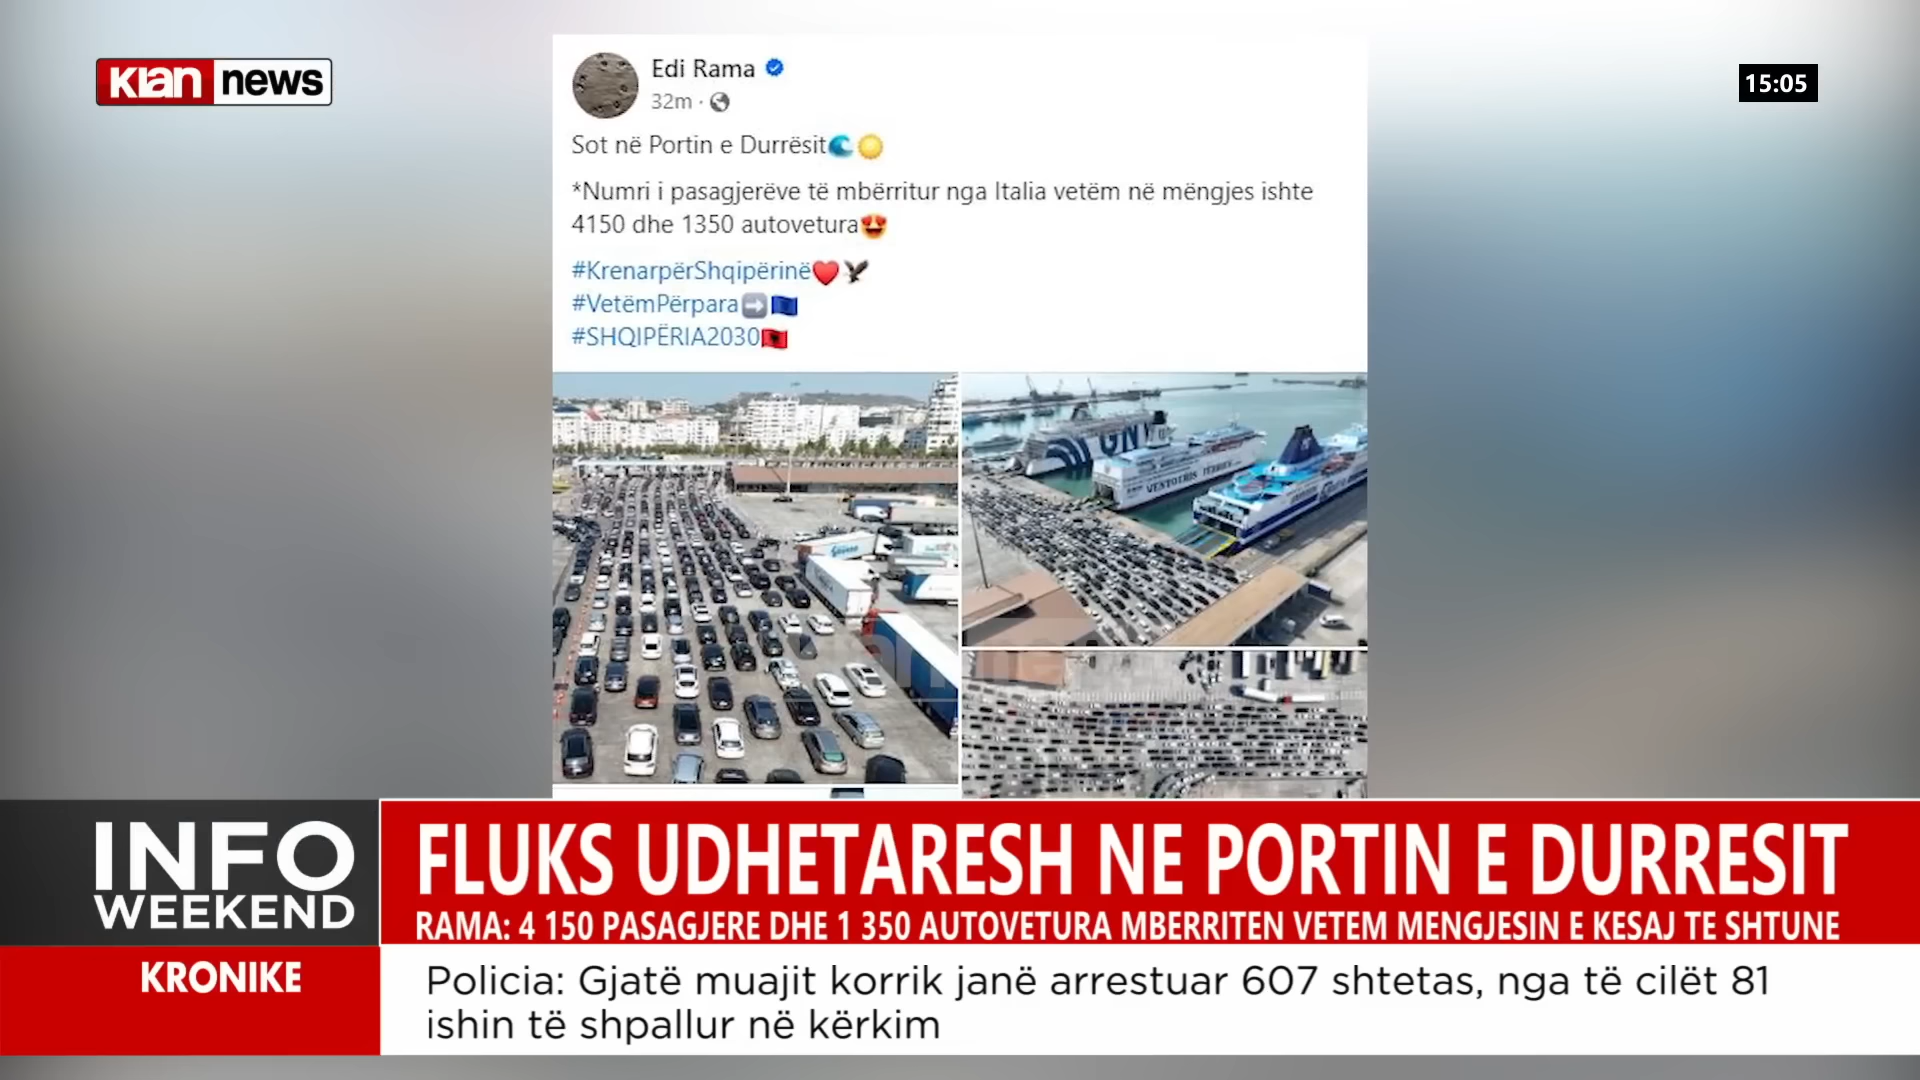 klan news
15:05
Edi Rama
32m ·
Sot në Portin e Durrësit🌊☀️
*Numri i pasagjerëve të mbërritur nga Italia vetëm në mëngjes ishte
4150 dhe 1350 autovetura😍
#KrenarpërShqipërinë❤️🦅
#VetëmPërpara➡️🇪🇺
#SHQIPËRIA2030🇦🇱
GNV
VENTOURIS FERRIES
INFO
WEEKEND
FLUKS UDHETARESH NE PORTIN E DURRESIT
RAMA: 4 150 PASAGJERE DHE 1 350 AUTOVETURA MBERRITEN VETEM MENGJESIN E KESAJ TE SHTUNE
KRONIKE
Policia: Gjatë muajit korrik janë arrestuar 607 shtetas, nga të cilët 81
ishin të shpallur në kërkim